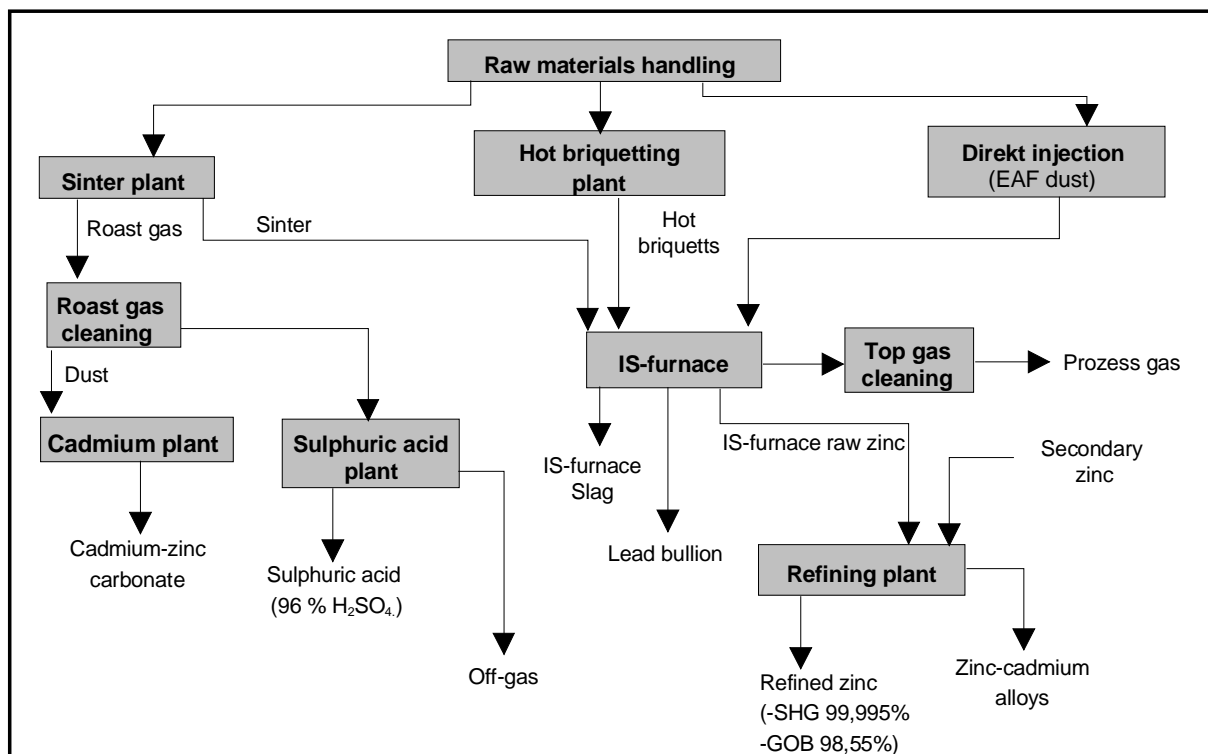 Raw materials handling
Sinter plant
Hot briquetting
plant
Direkt injection
(EAF dust)
Roast gas
Sinter
Hot
briquetts
Roast gas
cleaning
IS-furnace
Top gas
cleaning
Prozess gas
Dust
Cadmium plant
Sulphuric acid
plant
IS-furnace
Slag
IS-furnace raw zinc
Secondary
zinc
Cadmium-zinc
carbonate
Sulphuric acid
(96 % H₂SO₄.)
Lead bullion
Refining plant
Off-gas
Refined zinc
(-SHG 99,995%
-GOB 98,55%)
Zinc-cadmium
alloys